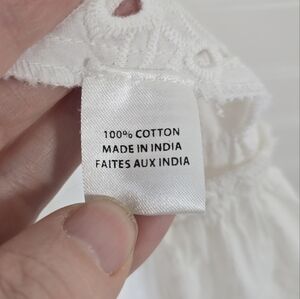 100% COTTON
MADE IN INDIA
FAITES AUX INDIA